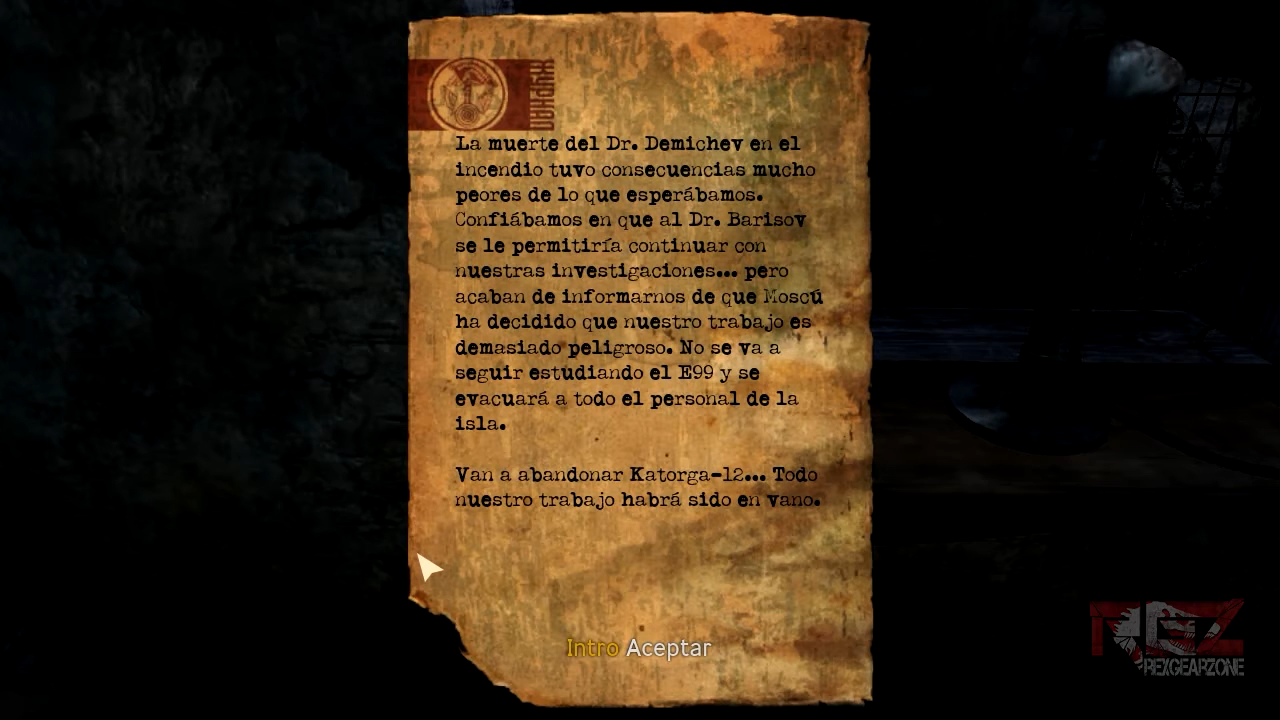 ЖУРНАЛ
La muerte del Dr. Demichev en el
incendio tuvo consecuencias mucho
peores de lo que esperábamos.
Confiábamos en que al Dr. Barisov
se le permitiría continuar con
nuestras investigaciones... pero
acaban de informarnos de que Moscú
ha decidido que nuestro trabajo es
demasiado peligroso. No se va a
seguir estudiando el E99 y se
evacuará a todo el personal de la
isla.
Van a abandonar Katorga-12... Todo
nuestro trabajo habrá sido en vano.
Intro Aceptar
RGZ
REXGEARZONE